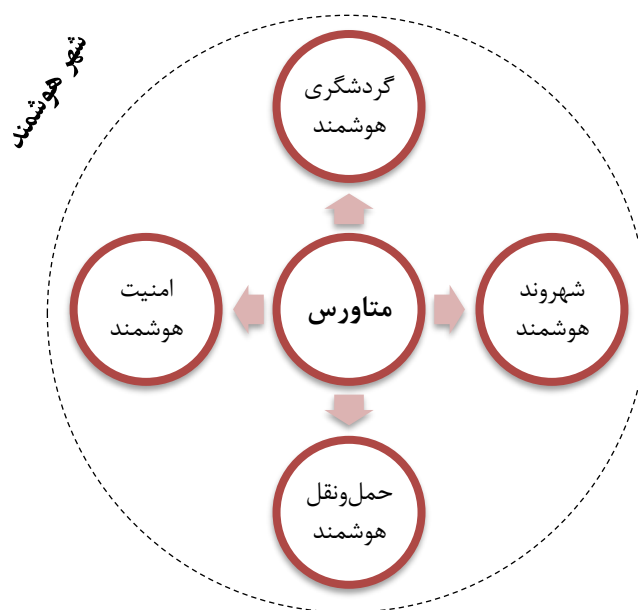 شهر هوشمند
گردشگری
هوشمند
شهروند
هوشمند
متاورس
امنیت
هوشمند
حمل‌ونقل
هوشمند